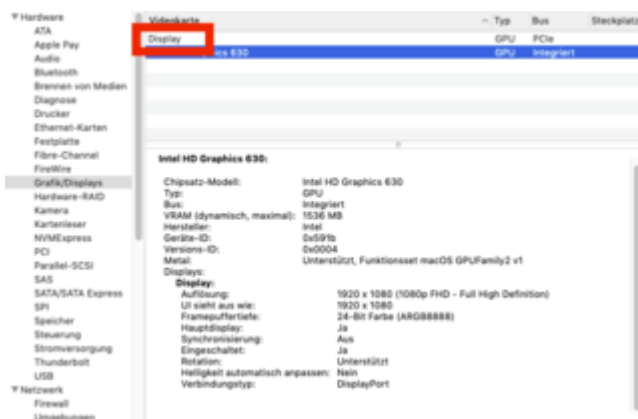 Hardware
ATA
Apple Pay
Audio
Bluetooth
Brennen von Medien
Diagnose
Drucker
Ethernet-Karten
Festplatte
Fibre-Channel
FireWire
Grafik/Displays
Hardware-RAID
Kamera
Kartenleser
NVMExpress
PCI
Parallel-SCSI
SAS
SATA/SATA Express
SPI
Speicher
Steuerung
Stromversorgung
Thunderbolt
USB
Netzwerk
Firewall
Umgebungen
Videokarte Typ Bus Steckplatz
Display GPU PCIe
630 GPU Integriert
Intel HD Graphics 630:
Chipsatz-Modell: Intel HD Graphics 630
Typ: GPU
Bus: Integriert
VRAM (dynamisch, maximal): 1536 MB
Hersteller: Intel
Geräte-ID: 0x591b
Versions-ID: 0x0004
Metal: Unterstützt, Funktionsset macOS GPUFamily2 v1
Displays:
Display:
Auflösung: 1920 x 1080 (1080p FHD - Full High Definition)
UI sieht aus wie: 1920 x 1080
Framepuffertiefe: 24-Bit Farbe (ARGB8888)
Hauptdisplay: Ja
Synchronisierung: Aus
Eingeschaltet: Ja
Rotation: Unterstützt
Helligkeit automatisch anpassen: Nein
Verbindungstyp: DisplayPort